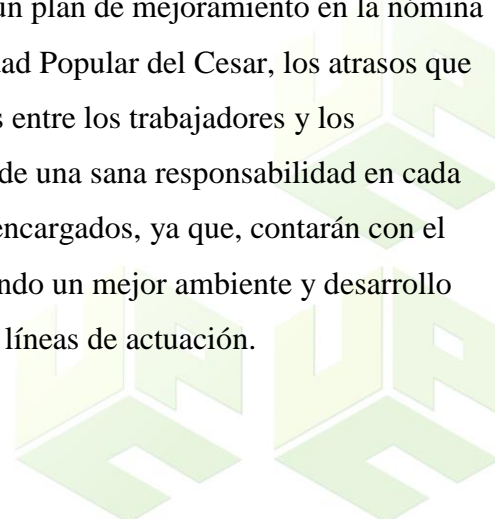 un plan de mejoramiento en la nómina
dad Popular del Cesar, los atrasos que
s entre los trabajadores y los
de una sana responsabilidad en cada
encargados, ya que, contarán con el
ndo un mejor ambiente y desarrollo
líneas de actuación.